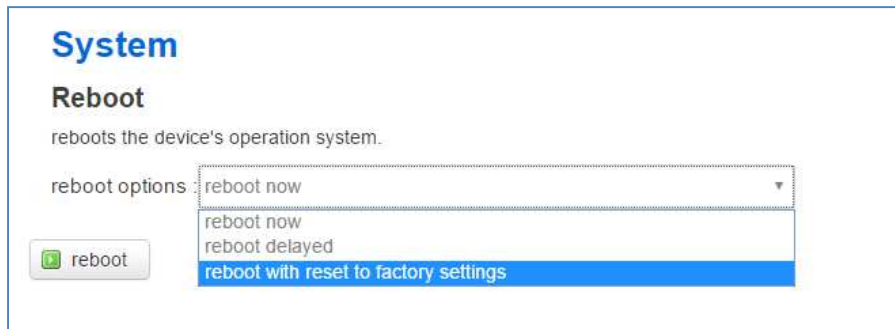 System
Reboot
reboots the device's operation system.
reboot options : reboot now
reboot now
reboot delayed
reboot with reset to factory settings
reboot